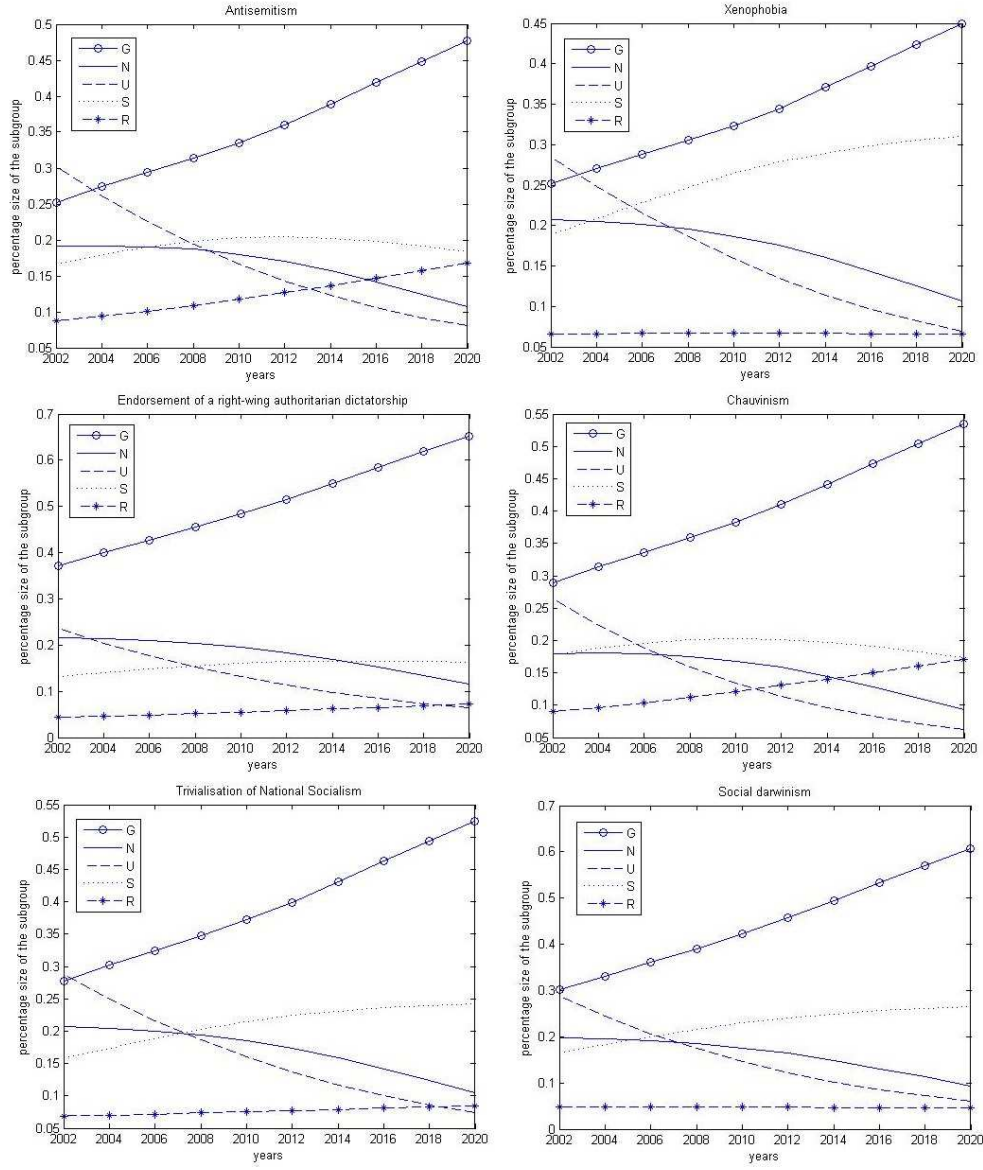 Antisemitism
0.5
0.45
0.4
0.35
0.3
0.25
0.2
0.15
0.1
0.05
percentage size of the subgroup
G
N
U
S
R
2002 2004 2006 2008 2010 2012 2014 2016 2018 2020
years
Xenophobia
0.45
0.4
0.35
0.3
0.25
0.2
0.15
0.1
0.05
percentage size of the subgroup
G
N
U
S
R
2002 2004 2006 2008 2010 2012 2014 2016 2018 2020
years
Endorsement of a right-wing authoritarian dictatorship
0.7
0.6
0.5
0.4
0.3
0.2
0.1
0
percentage size of the subgroup
G
N
U
S
R
2002 2004 2006 2008 2010 2012 2014 2016 2018 2020
years
Chauvinism
0.55
0.5
0.45
0.4
0.35
0.3
0.25
0.2
0.15
0.1
0.05
percentage size of the subgroup
G
N
U
S
R
2002 2004 2006 2008 2010 2012 2014 2016 2018 2020
years
Trivialisation of National Socialism
0.55
0.5
0.45
0.4
0.35
0.3
0.25
0.2
0.15
0.1
0.05
percentage size of the subgroup
G
N
U
S
R
2002 2004 2006 2008 2010 2012 2014 2016 2018 2020
years
Social darwinism
0.7
0.6
0.5
0.4
0.3
0.2
0.1
0
percentage size of the subgroup
G
N
U
S
R
2002 2004 2006 2008 2010 2012 2014 2016 2018 2020
years